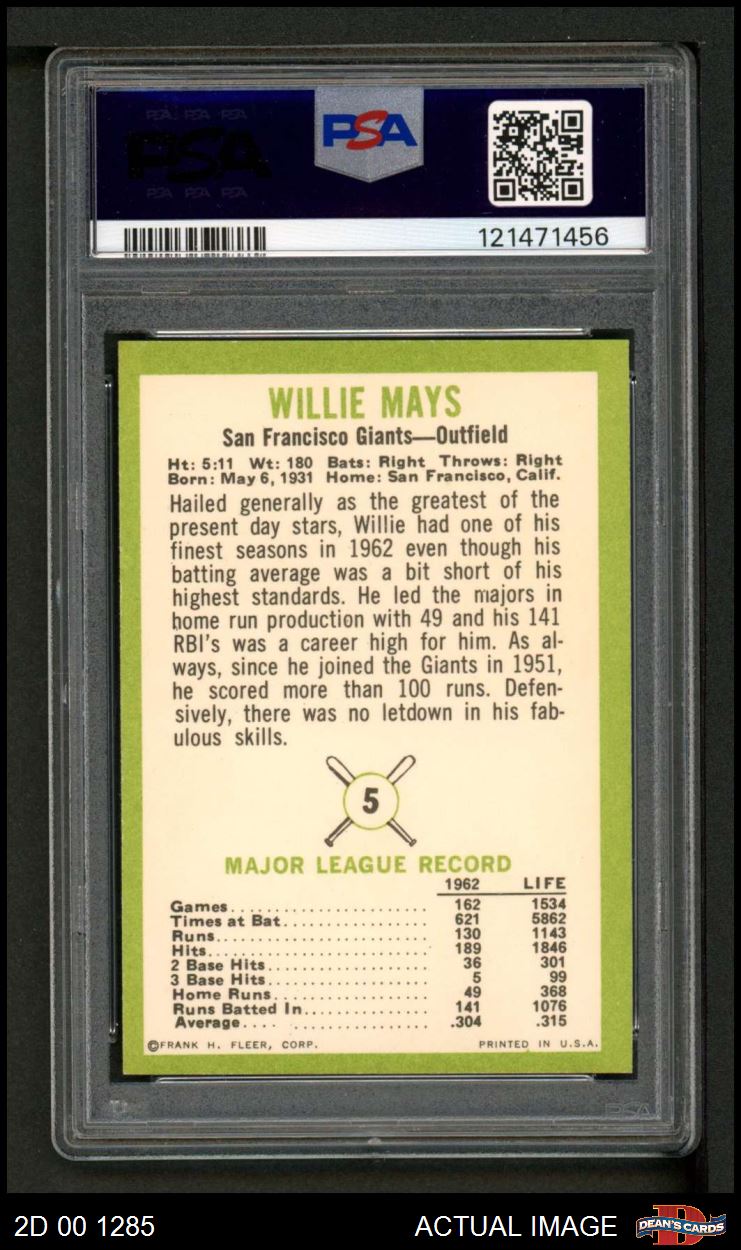 PSA PSA PSA
PSA
PSA PSA PSA
PSA
121471456
WILLIE MAYS
San Francisco Giants—Outfield
Ht: 5:11 Wt: 180 Bats: Right Throws: Right
Born: May 6, 1931 Home: San Francisco, Calif.
Hailed generally as the greatest of the
present day stars, Willie had one of his
finest seasons in 1962 even though his
batting average was a bit short of his
highest standards. He led the majors in
home run production with 49 and his 141
RBI's was a career high for him. As al-
ways, since he joined the Giants in 1951,
he scored more than 100 runs. Defen-
sively, there was no letdown in his fab-
ulous skills.
5
MAJOR LEAGUE RECORD
1962 LIFE
Games 162 1534
Times at Bat 621 5862
Runs 130 1143
Hits 189 1846
2 Base Hits 36 301
3 Base Hits 5 99
Home Runs 49 368
Runs Batted In 141 1076
Average .304 .315
©FRANK H. FLEER, CORP. PRINTED IN U.S.A.
PSA
2D 00 1285 ACTUAL IMAGE DEAN'S CARDS